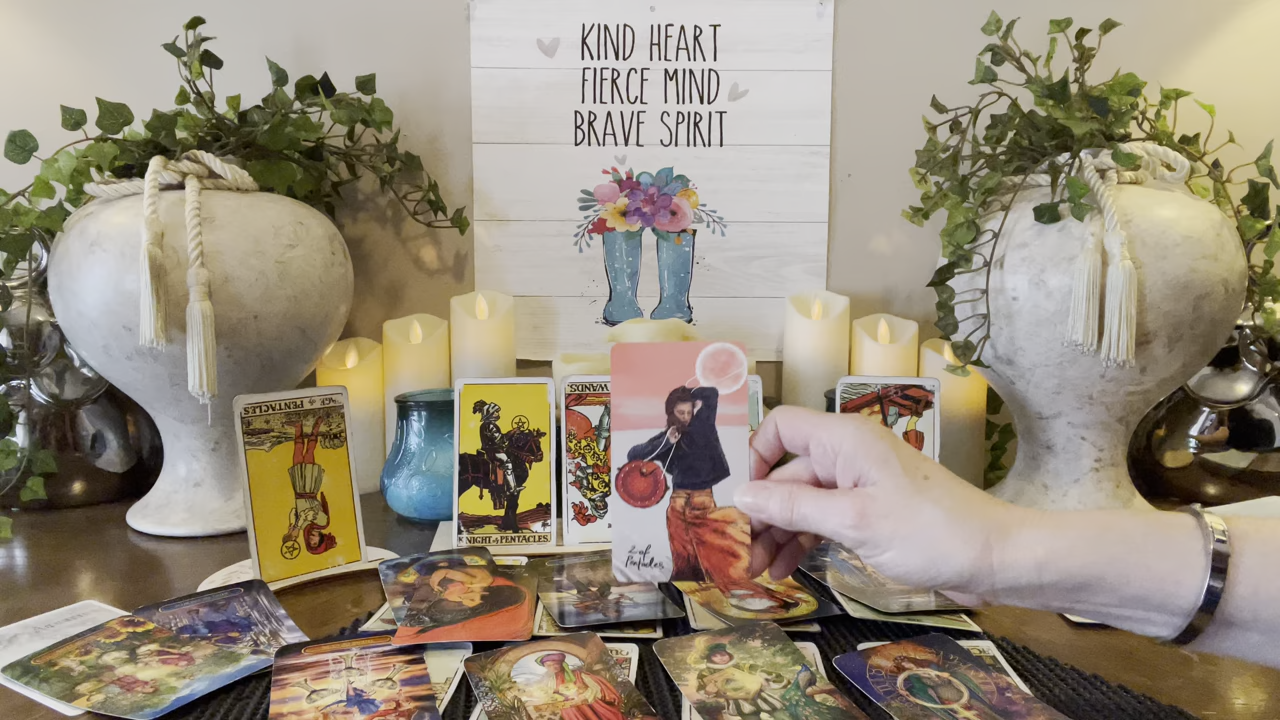 KIND HEART
FIERCE MIND
BRAVE SPIRIT
PENTACLES
KNIGHT of PENTACLES.
WANDS.
2 of
Pentacles